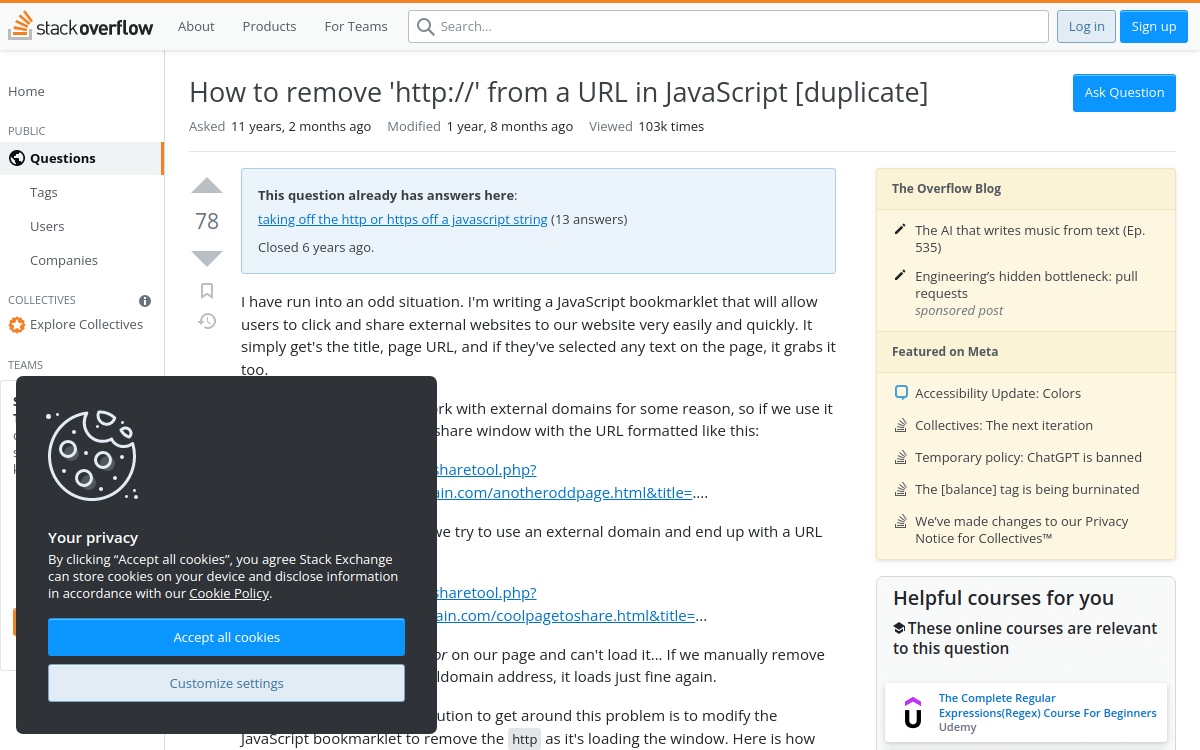 stackoverflow
About
Products
For Teams
Search...
Log in
Sign up
Home
PUBLIC
Questions
Tags
Users
Companies
COLLECTIVES
Explore Collectives
TEAMS
How to remove 'http://' from a URL in JavaScript [duplicate]
Ask Question
Asked 11 years, 2 months ago Modified 1 year, 8 months ago Viewed 103k times
78
This question already has answers here:
taking off the http or https off a javascript string (13 answers)
Closed 6 years ago.
I have run into an odd situation. I'm writing a JavaScript bookmarklet that will allow
users to click and share external websites to our website very easily and quickly. It
simply get's the title, page URL, and if they've selected any text on the page, it grabs it
too.
with external domains for some reason, so if we use it
share window with the URL formatted like this:
sharetool.php?
ain.com/anotheroddpage.html&title=....
we try to use an external domain and end up with a URL
sharetool.php?
ain.com/coolpagetoshare.html&title=...
or on our page and can't load it... If we manually remove
ldomain address, it loads just fine again.
ution to get around this problem is to modify the
JavaScript bookmarklet to remove the http as it's loading the window. Here is how
Your privacy
By clicking “Accept all cookies”, you agree Stack Exchange
can store cookies on your device and disclose information
in accordance with our Cookie Policy.
Accept all cookies
Customize settings
The Overflow Blog
The AI that writes music from text (Ep.
535)
Engineering’s hidden bottleneck: pull
requests
sponsored post
Featured on Meta
Accessibility Update: Colors
Collectives: The next iteration
Temporary policy: ChatGPT is banned
The [balance] tag is being burninated
We’ve made changes to our Privacy
Notice for Collectives™
Helpful courses for you
These online courses are relevant
to this question
The Complete Regular
Expressions(Regex) Course For Beginners
Udemy